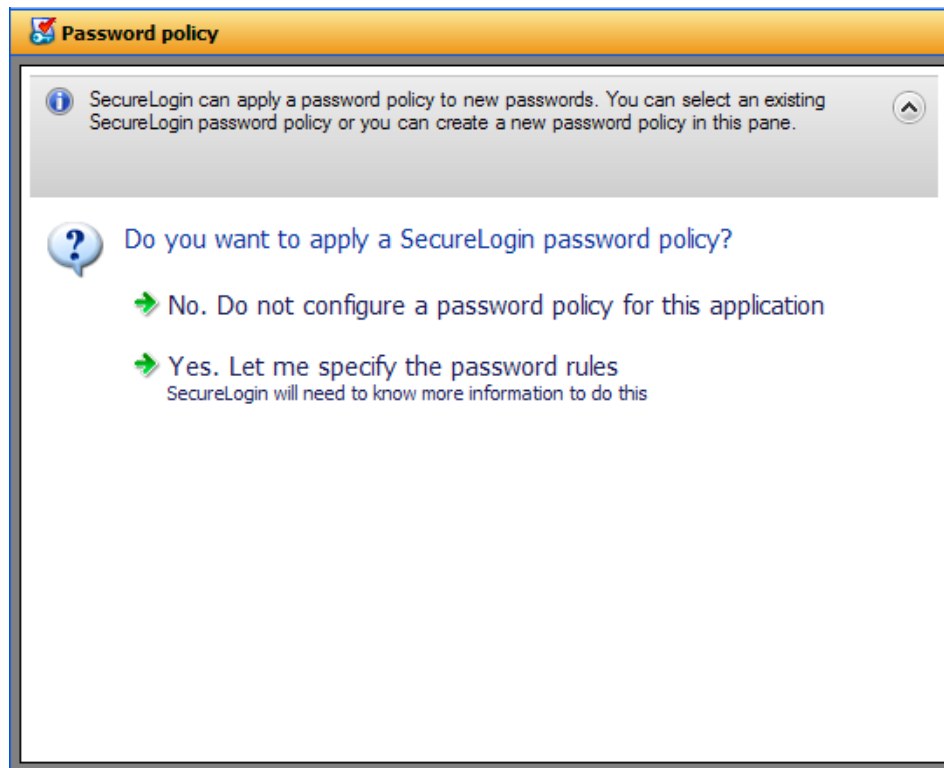 Password policy
SecureLogin can apply a password policy to new passwords. You can select an existing
SecureLogin password policy or you can create a new password policy in this pane.
Do you want to apply a SecureLogin password policy?
No. Do not configure a password policy for this application
Yes. Let me specify the password rules
SecureLogin will need to know more information to do this